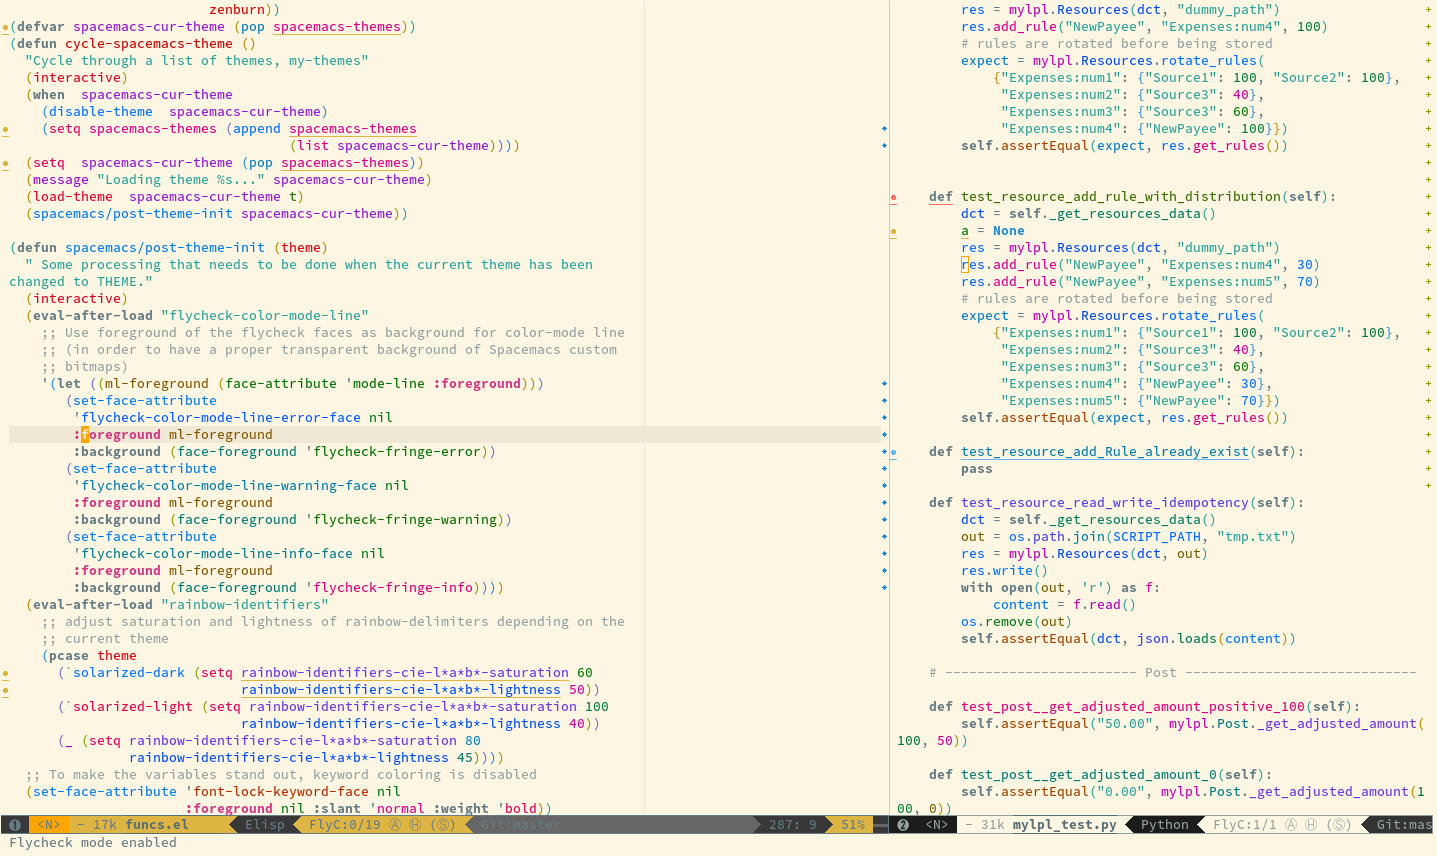 zenburn))
(defvar spacemacs-cur-theme (pop spacemacs-themes))
(defun cycle-spacemacs-theme ()
"Cycle through a list of themes, my-themes"
(interactive)
(when  spacemacs-cur-theme
(disable-theme  spacemacs-cur-theme)
(setq spacemacs-themes (append spacemacs-themes
(list spacemacs-cur-theme))))
(setq  spacemacs-cur-theme (pop spacemacs-themes))
(message "Loading theme %s..." spacemacs-cur-theme)
(load-theme  spacemacs-cur-theme t)
(spacemacs/post-theme-init spacemacs-cur-theme))
(defun spacemacs/post-theme-init (theme)
" Some processing that needs to be done when the current theme has been
changed to THEME."
(interactive)
(eval-after-load "flycheck-color-mode-line"
;; Use foreground of the flycheck faces as background for color-mode line
;; (in order to have a proper transparent background of Spacemacs custom
;; bitmaps)
'(let ((ml-foreground (face-attribute 'mode-line :foreground)))
(set-face-attribute
'flycheck-color-mode-line-error-face nil
:foreground ml-foreground
:background (face-foreground 'flycheck-fringe-error))
(set-face-attribute
'flycheck-color-mode-line-warning-face nil
:foreground ml-foreground
:background (face-foreground 'flycheck-fringe-warning))
(set-face-attribute
'flycheck-color-mode-line-info-face nil
:foreground ml-foreground
:background (face-foreground 'flycheck-fringe-info))))
(eval-after-load "rainbow-identifiers"
;; adjust saturation and lightness of rainbow-delimiters depending on the
;; current theme
(pcase theme
(`solarized-dark (setq rainbow-identifiers-cie-l*a*b*-saturation 60
rainbow-identifiers-cie-l*a*b*-lightness 50))
(`solarized-light (setq rainbow-identifiers-cie-l*a*b*-saturation 100
rainbow-identifiers-cie-l*a*b*-lightness 40))
(_ (setq rainbow-identifiers-cie-l*a*b*-saturation 80
rainbow-identifiers-cie-l*a*b*-lightness 45))))
;; To make the variables stand out, keyword coloring is disabled
(set-face-attribute 'font-lock-keyword-face nil
:foreground nil :slant 'normal :weight 'bold))
❶ <N> - 17k funcs.el Elisp FlyC:0/19 Ⓐ Ⓗ (Ⓢ) Git:master 287: 9 51%
Flycheck mode enabled
res = mylpl.Resources(dct, "dummy_path")
res.add_rule("NewPayee", "Expenses:num4", 100)
# rules are rotated before being stored
expect = mylpl.Resources.rotate_rules(
{"Expenses:num1": {"Source1": 100, "Source2": 100},
"Expenses:num2": {"Source3": 40},
"Expenses:num3": {"Source3": 60},
"Expenses:num4": {"NewPayee": 100}})
self.assertEqual(expect, res.get_rules())
def test_resource_add_rule_with_distribution(self):
dct = self._get_resources_data()
a = None
res = mylpl.Resources(dct, "dummy_path")
res.add_rule("NewPayee", "Expenses:num4", 30)
res.add_rule("NewPayee", "Expenses:num5", 70)
# rules are rotated before being stored
expect = mylpl.Resources.rotate_rules(
{"Expenses:num1": {"Source1": 100, "Source2": 100},
"Expenses:num2": {"Source3": 40},
"Expenses:num3": {"Source3": 60},
"Expenses:num4": {"NewPayee": 30},
"Expenses:num5": {"NewPayee": 70}})
self.assertEqual(expect, res.get_rules())
def test_resource_add_Rule_already_exist(self):
pass
def test_resource_read_write_idempotency(self):
dct = self._get_resources_data()
out = os.path.join(SCRIPT_PATH, "tmp.txt")
res = mylpl.Resources(dct, out)
res.write()
with open(out, 'r') as f:
content = f.read()
os.remove(out)
self.assertEqual(dct, json.loads(content))
# ------------------------ Post -----------------------------
def test_post__get_adjusted_amount_positive_100(self):
self.assertEqual("50.00", mylpl.Post._get_adjusted_amount(
100, 50))
def test_post__get_adjusted_amount_0(self):
self.assertEqual("0.00", mylpl.Post._get_adjusted_amount(1
00, 0))
❷ <N> - 31k mylpl_test.py Python FlyC:1/1 Ⓐ Ⓗ (Ⓢ) Git:mas